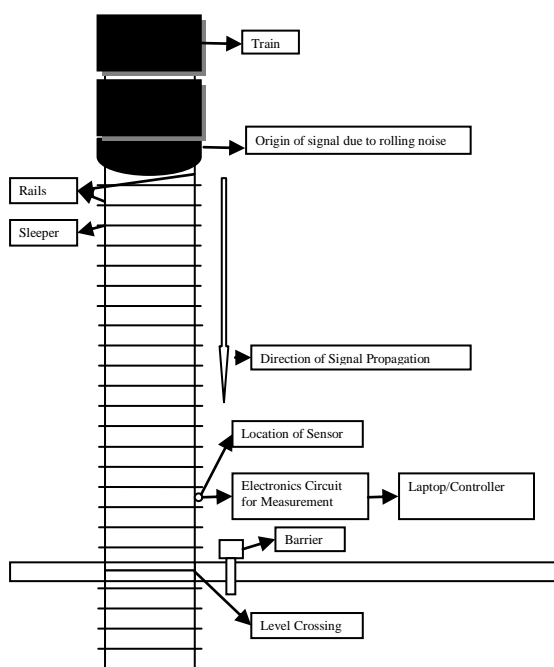 Train
Origin of signal due to rolling noise
Rails
Sleeper
Direction of Signal Propagation
Location of Sensor
Electronics Circuit
for Measurement
Laptop/Controller
Barrier
Level Crossing